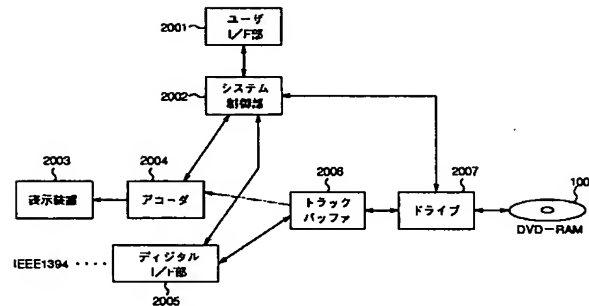 2001
ユーザ
I/F部
2002
システム
制御部
2003
表示装置
2004
アコーダ
2006
トラック
バッファ
2007
ドライブ
100
DVD-RAM
IEEE1394
ディジタル
I/F部
2005